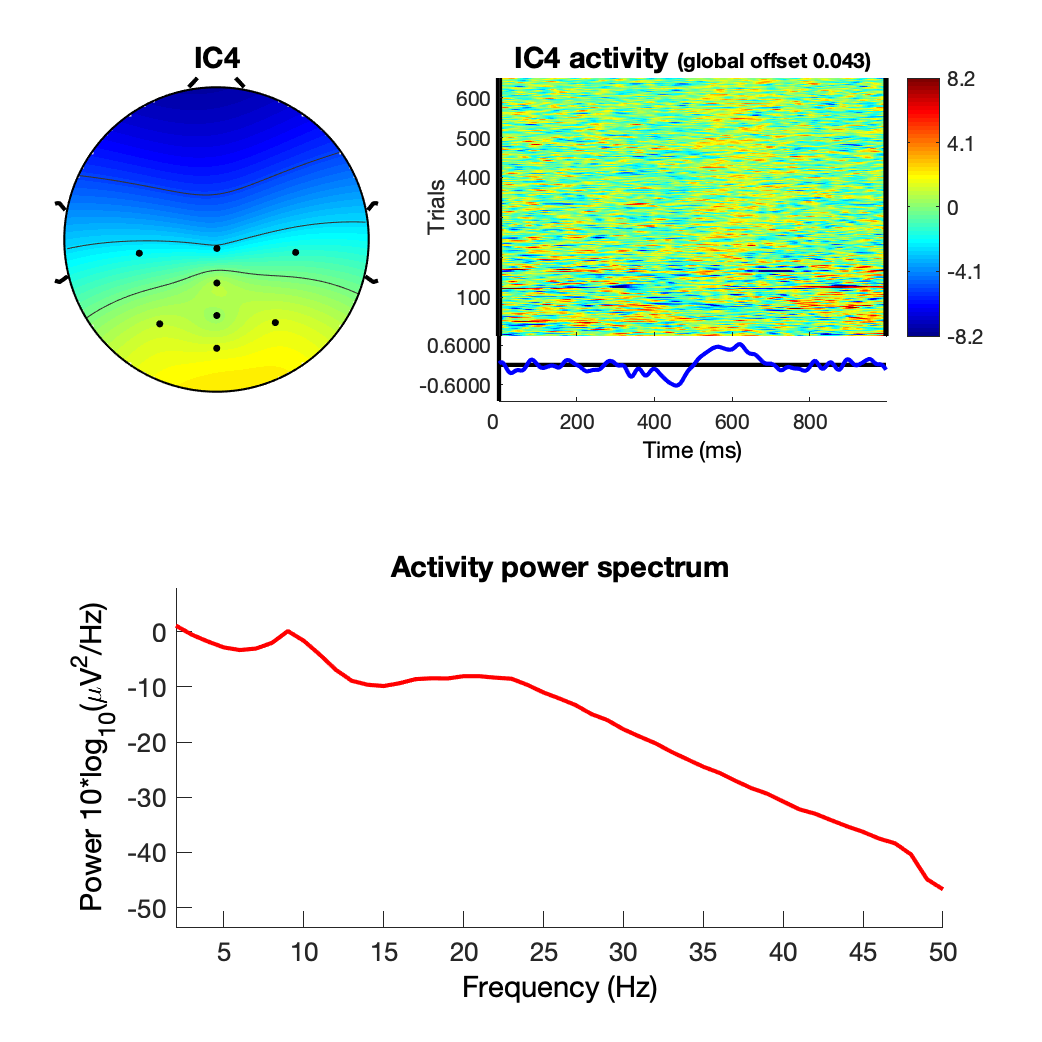 IC4
IC4 activity (global offset 0.043)
Trials
600
500
400
300
200
100
8.2
4.1
0
-4.1
-8.2
0.6000
-0.6000
0 200 400 600 800
Time (ms)
Activity power spectrum
Power 10*log10(μV2/Hz)
0
-10
-20
-30
-40
-50
5 10 15 20 25 30 35 40 45 50
Frequency (Hz)